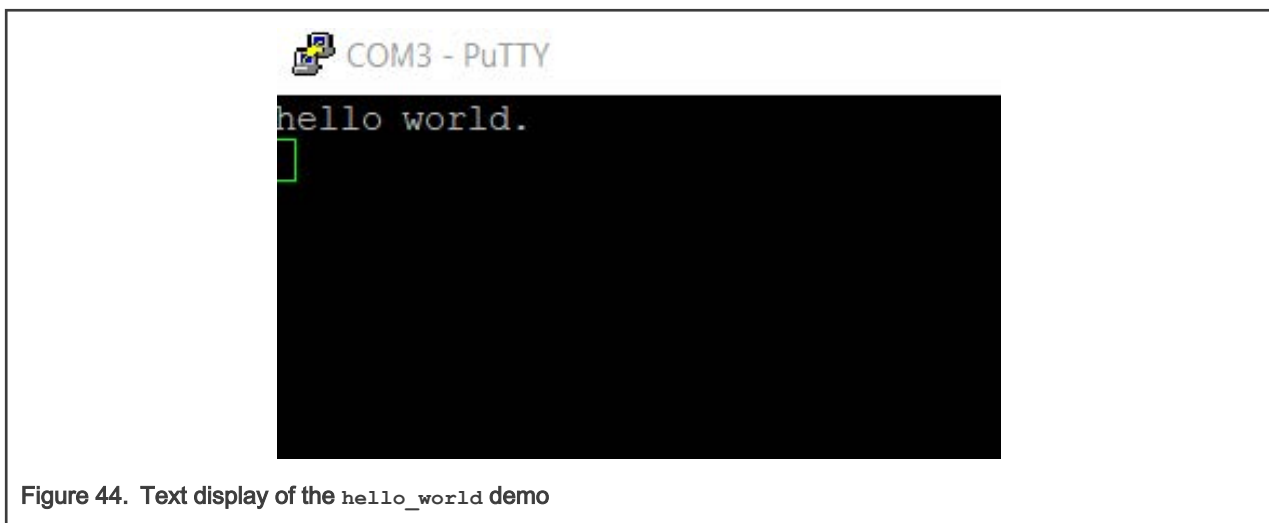 COM3 - PuTTY
hello world.
Figure 44. Text display of the hello_world demo